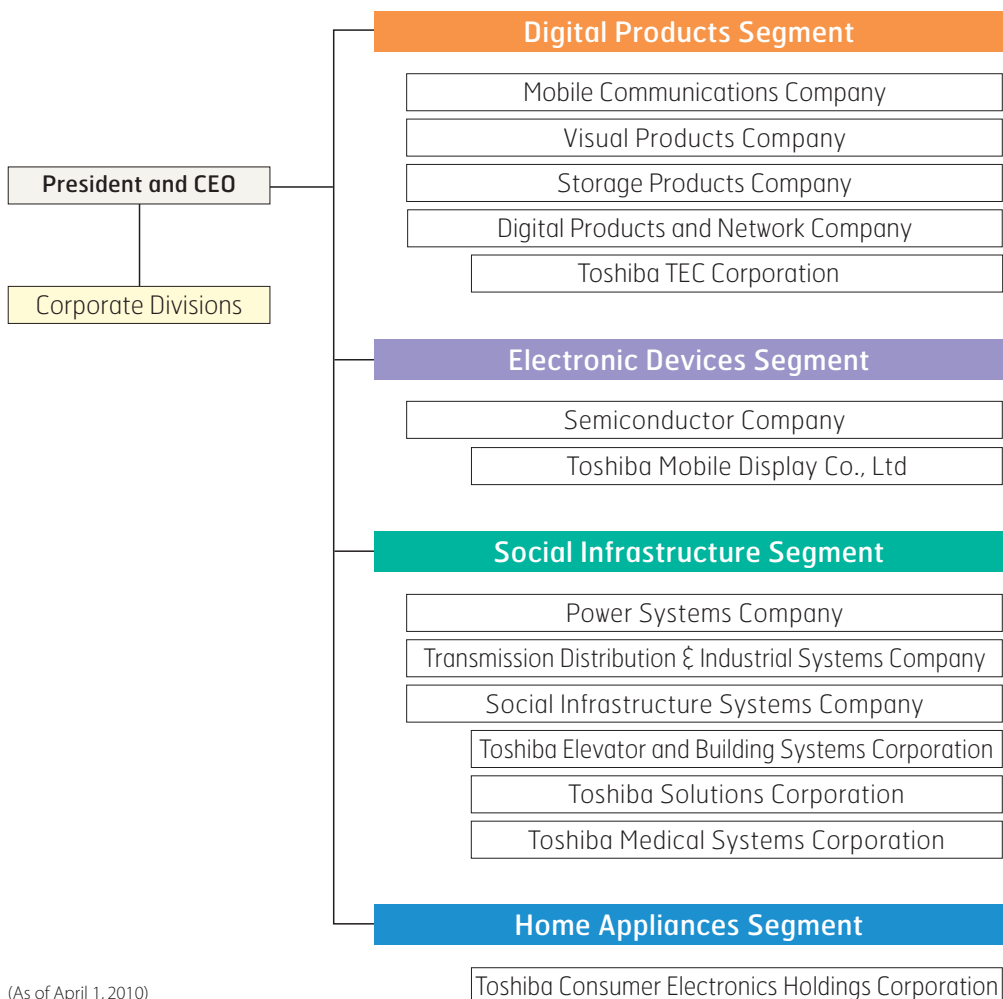 Digital Products Segment
Mobile Communications Company
Visual Products Company
President and CEO
Storage Products Company
Digital Products and Network Company
Toshiba TEC Corporation
Corporate Divisions
Electronic Devices Segment
Semiconductor Company
Toshiba Mobile Display Co., Ltd
Social Infrastructure Segment
Power Systems Company
Transmission Distribution & Industrial Systems Company
Social Infrastructure Systems Company
Toshiba Elevator and Building Systems Corporation
Toshiba Solutions Corporation
Toshiba Medical Systems Corporation
Home Appliances Segment
Toshiba Consumer Electronics Holdings Corporation
(As of April 1, 2010)